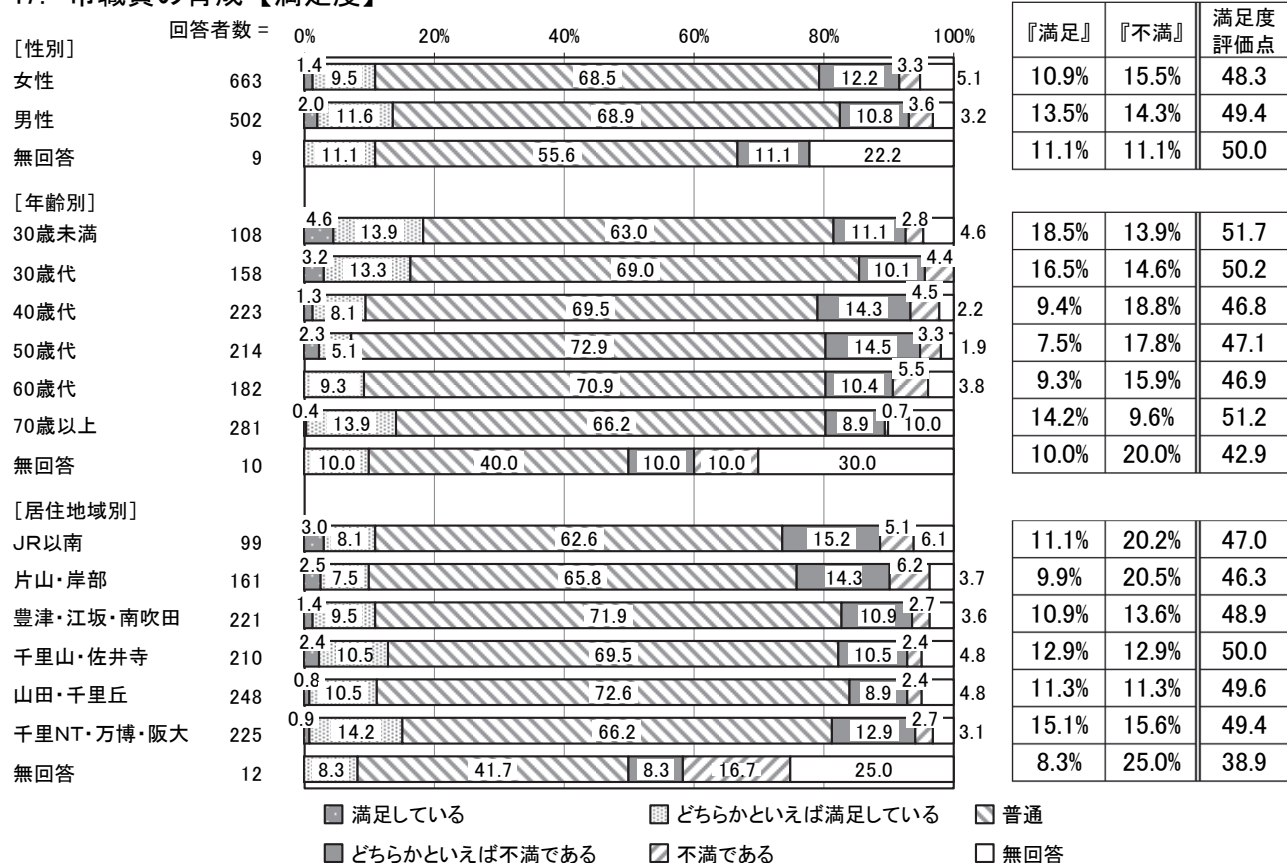 17. 市職員の育成【満足度】
回答者数 = 0% 20% 40% 60% 80% 100% 『満足』 『不満』 満足度評価点
[性別]
女性 663 1.4 9.5 68.5 12.2 3.3 5.1 10.9% 15.5% 48.3
男性 502 2.0 11.6 68.9 10.8 3.6 3.2 13.5% 14.3% 49.4
無回答 9 11.1 55.6 11.1 22.2 11.1% 11.1% 50.0
[年齢別]
30歳未満 108 4.6 13.9 63.0 11.1 2.8 4.6 18.5% 13.9% 51.7
30歳代 158 3.2 13.3 69.0 10.1 4.4 16.5% 14.6% 50.2
40歳代 223 1.3 8.1 69.5 14.3 4.5 2.2 9.4% 18.8% 46.8
50歳代 214 2.3 5.1 72.9 14.5 3.3 1.9 7.5% 17.8% 47.1
60歳代 182 9.3 70.9 10.4 5.5 3.8 9.3% 15.9% 46.9
70歳以上 281 0.4 13.9 66.2 8.9 0.7 10.0 14.2% 9.6% 51.2
無回答 10 10.0 40.0 10.0 10.0 30.0 10.0% 20.0% 42.9
[居住地域別]
JR以南 99 3.0 8.1 62.6 15.2 5.1 6.1 11.1% 20.2% 47.0
片山・岸部 161 2.5 7.5 65.8 14.3 6.2 3.7 9.9% 20.5% 46.3
豊津・江坂・南吹田 221 1.4 9.5 71.9 10.9 2.7 3.6 10.9% 13.6% 48.9
千里山・佐井寺 210 2.4 10.5 69.5 10.5 2.4 4.8 12.9% 12.9% 50.0
山田・千里丘 248 0.8 10.5 72.6 8.9 2.4 4.8 11.3% 11.3% 49.6
千里NT・万博・阪大 225 0.9 14.2 66.2 12.9 2.7 3.1 15.1% 15.6% 49.4
無回答 12 8.3 41.7 8.3 16.7 25.0 8.3% 25.0% 38.9
満足している どちらかといえば満足している 普通
どちらかといえば不満である 不満である 無回答